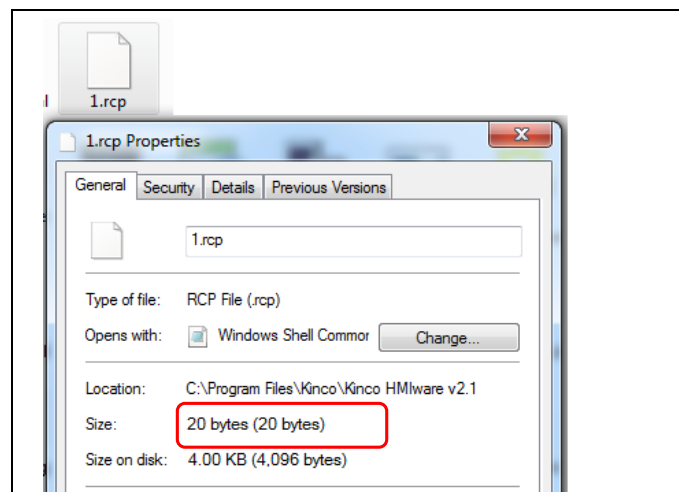 1.rcp
1.rcp Properties
General Security Details Previous Versions
1.rcp
Type of file: RCP File (.rcp)
Opens with: Windows Shell Commor Change...
Location: C:\Program Files\Kinco\Kinco HMIware v2.1
Size: 20 bytes (20 bytes)
Size on disk: 4.00 KB (4,096 bytes)